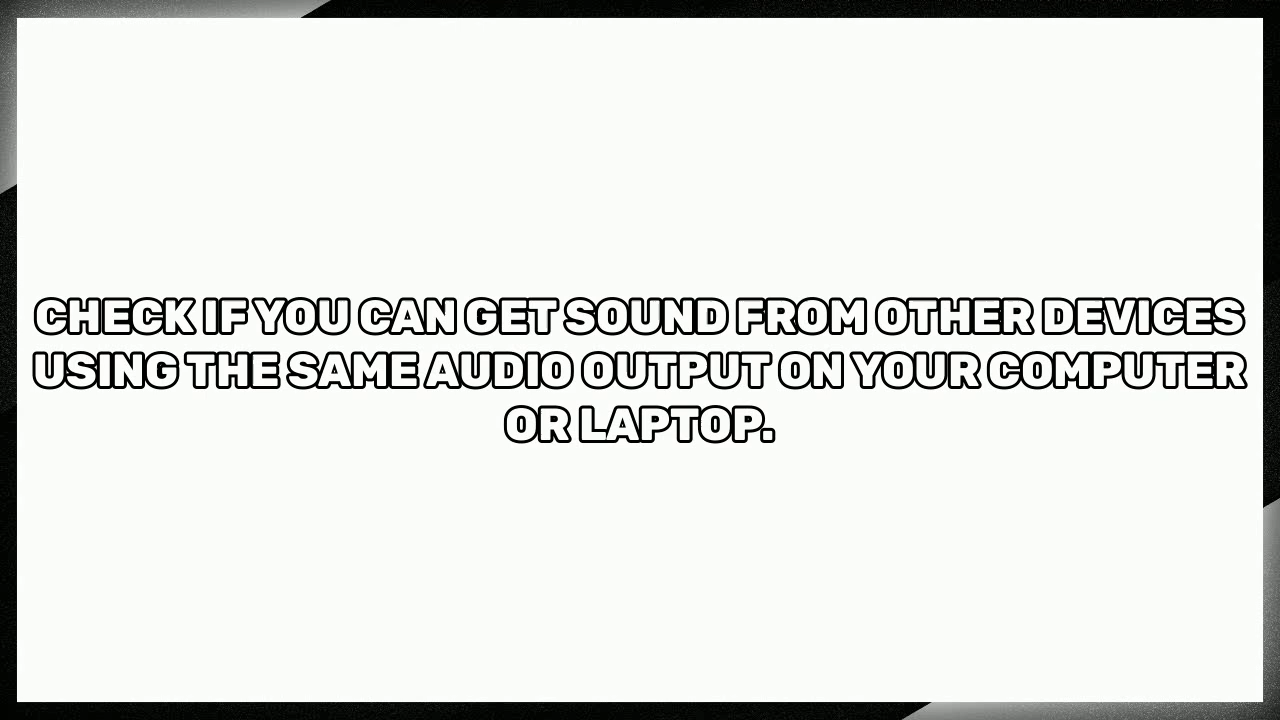 CHECK IF YOU CAN GET SOUND FROM OTHER DEVICES
USING THE SAME AUDIO OUTPUT ON YOUR COMPUTER
OR LAPTOP.